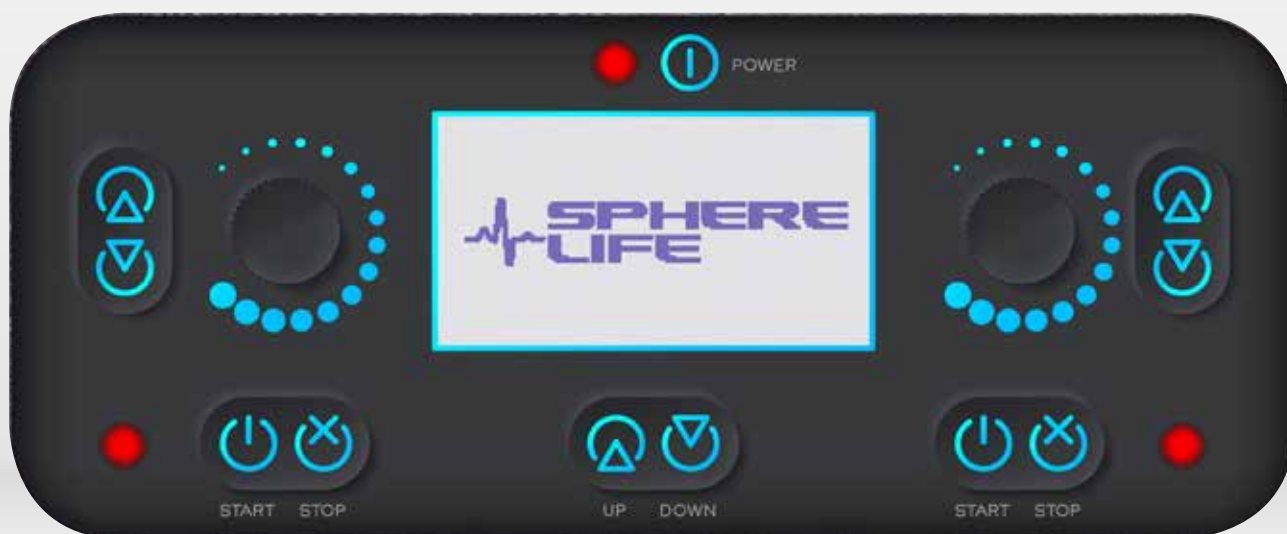 POWER
SPHERE
LIFE
START STOP
UP DOWN
START STOP